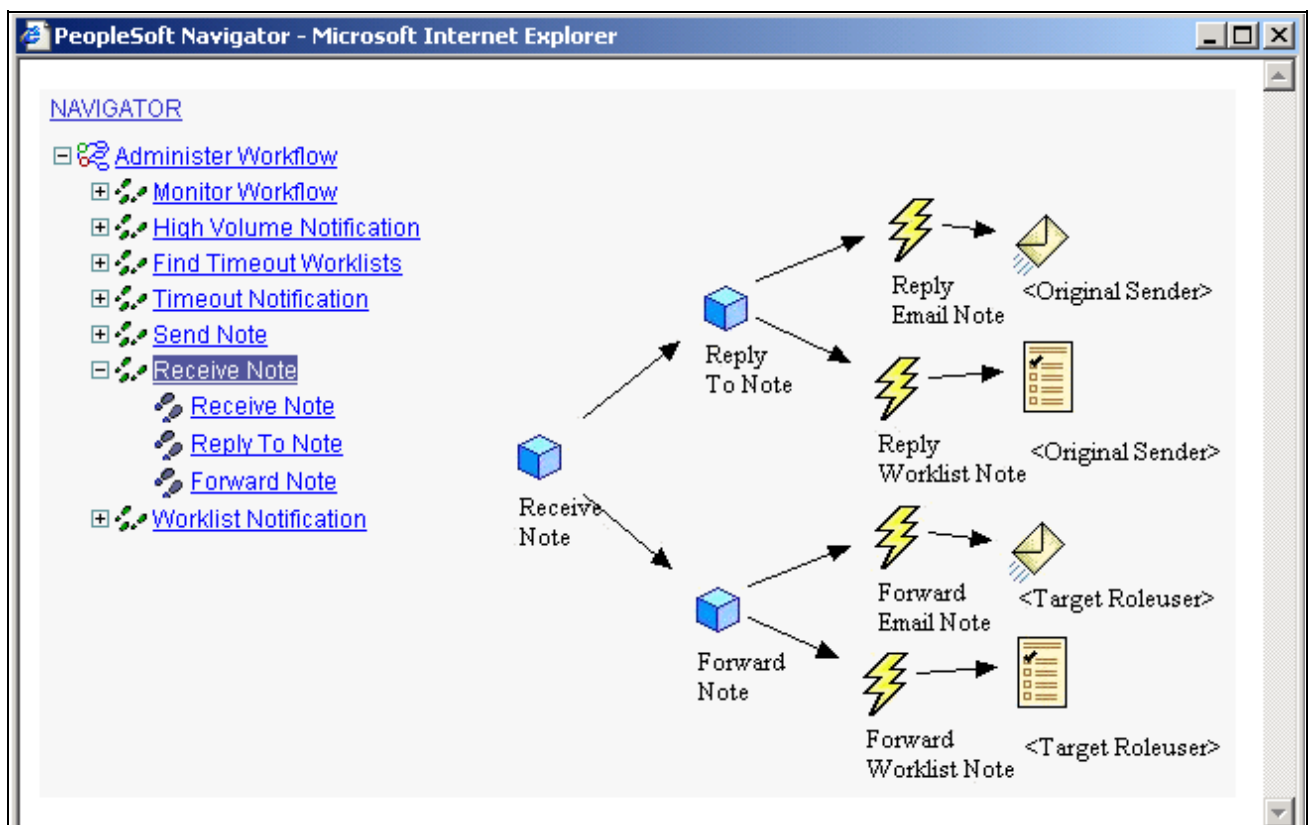 PeopleSoft Navigator - Microsoft Internet Explorer
NAVIGATOR
Administer Workflow
Monitor Workflow
High Volume Notification
Find Timeout Worklists
Timeout Notification
Send Note
Receive Note
Receive Note
Reply To Note
Forward Note
Worklist Notification
Receive
Note
Reply
To Note
Reply
Email Note
<Original Sender>
Reply
Worklist Note
<Original Sender>
Forward
Note
Forward
Email Note
<Target Roleuser>
Forward
Worklist Note
<Target Roleuser>